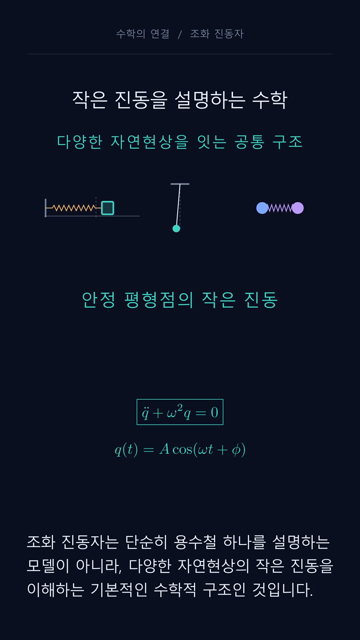 수학의 연결 / 조화 진동자
작은 진동을 설명하는 수학
다양한 자연현상을 잇는 공통 구조
안정 평형점의 작은 진동
q̈ + ω²q = 0
q(t) = A cos(ωt + ϕ)
조화 진동자는 단순히 용수철 하나를 설명하는
모델이 아니라, 다양한 자연현상의 작은 진동을
이해하는 기본적인 수학적 구조인 것입니다.